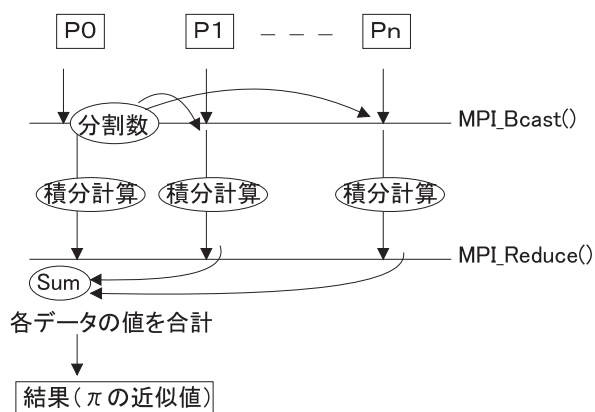 P0 P1 - - - Pn
分割数 MPI_Bcast()
積分計算 積分計算 積分計算
MPI_Reduce()
Sum
各データの値を合計
結果(πの近似値)